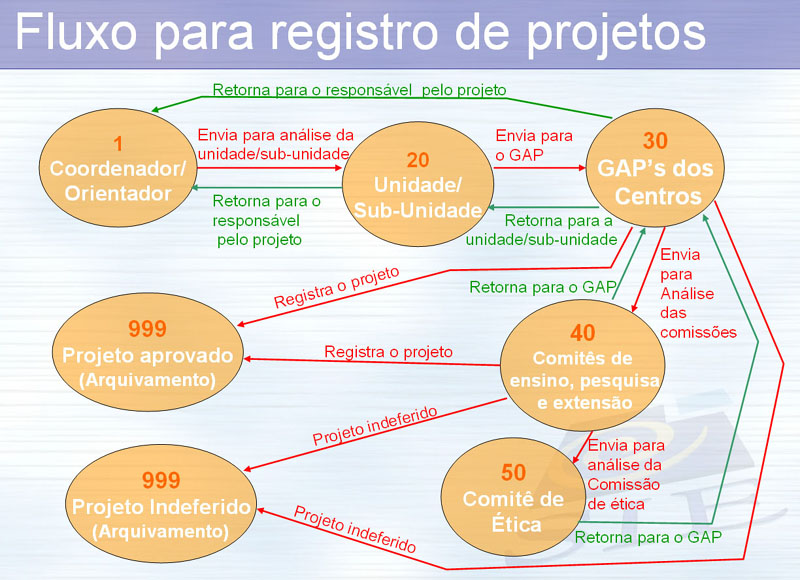 Fluxo para registro de projetos
Retorna para o responsável pelo projeto
1
Coordenador/
Orientador
Envia para análise da
unidade/sub-unidade
20
Unidade/
Sub-Unidade
Envia para
o GAP
30
GAP's dos
Centros
Retorna para o
responsável
pelo projeto
Retorna para a
unidade/sub-unidade
Registra o projeto
Retorna para o GAP
Envia
para
Análise
das
comissões
999
Projeto aprovado
(Arquivamento)
Registra o projeto
40
Comitês de
ensino, pesquisa
e extensão
Projeto indeferido
Envia para
análise da
Comissão
de ética
999
Projeto Indeferido
(Arquivamento)
Projeto indeferido
50
Comitê de
Ética
Retorna para o GAP
SIE